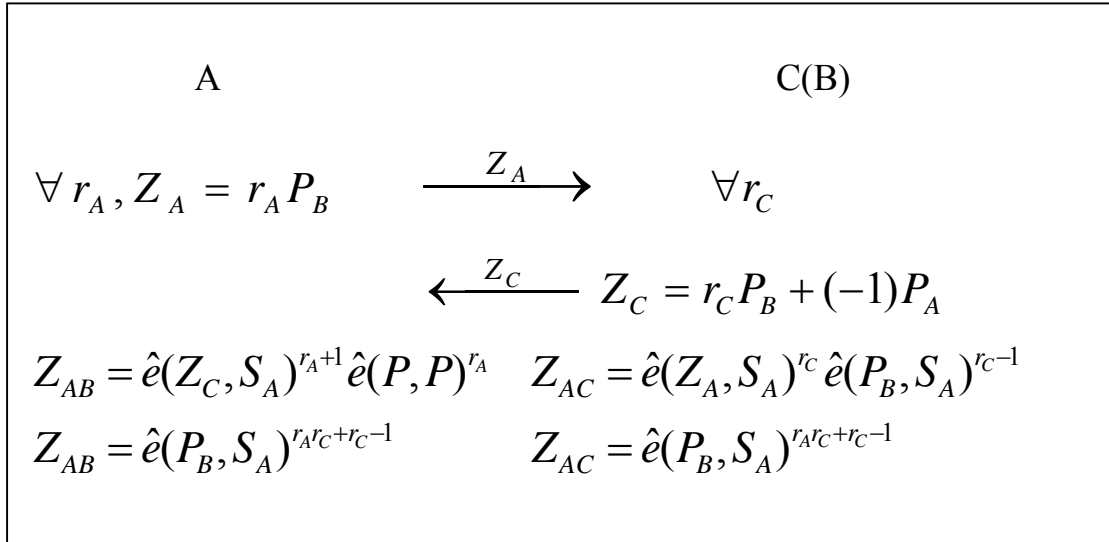 A C(B)
∀ r_A, Z_A = r_A P_B Z_A ∀r_C
Z_C Z_C = r_C P_B + (−1)P_A
Z_AB = ê(Z_C, S_A)^{r_A+1} ê(P, P)^{r_A} Z_AC = ê(Z_A, S_A)^{r_C} ê(P_B, S_A)^{r_C−1}
Z_AB = ê(P_B, S_A)^{r_A r_C+r_C−1} Z_AC = ê(P_B, S_A)^{r_A r_C+r_C−1}